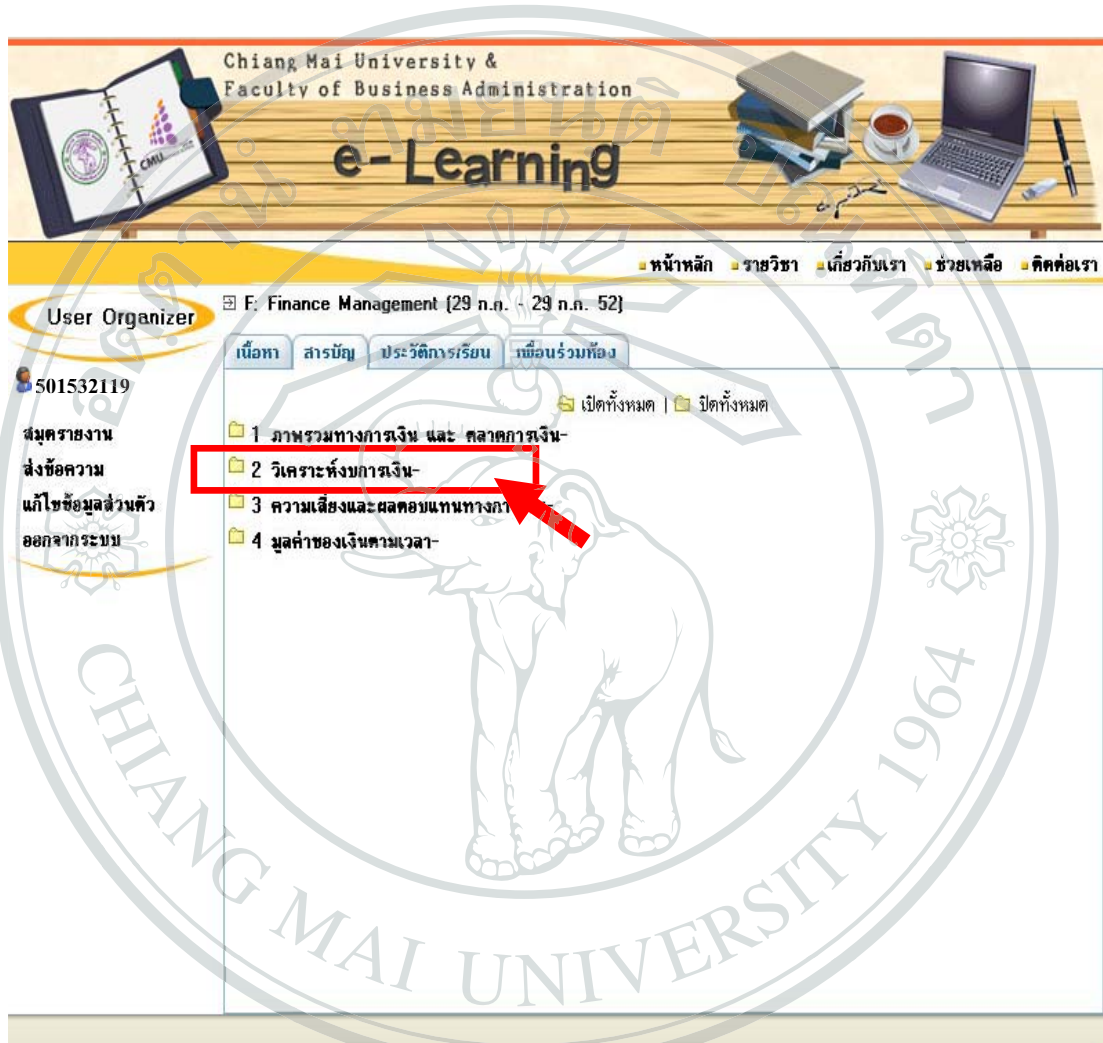 Chiang Mai University &
Faculty of Business Administration
e-Learning
CMU
หน้าหลัก รายวิชา เกี่ยวกับเรา ช่วยเหลือ ติดต่อเรา
User Organizer
F: Finance Management (29 ก.ค. - 29 ก.ค. 52)
เนื้อหา สารบัญ ประวัติการเรียน เพื่อนร่วมห้อง
501532119
เปิดทั้งหมด | ปิดทั้งหมด
สมุดรายงาน
ส่งข้อความ
แก้ไขข้อมูลส่วนตัว
ออกจากระบบ
1 ภาพรวมทางการเงิน และ ตลาดการเงิน-
2 วิเคราะห์งบการเงิน-
3 ความเสี่ยงและผลตอบแทนทางกา
4 มูลค่าของเงินตามเวลา-
CHIANG MAI UNIVERSITY 1964